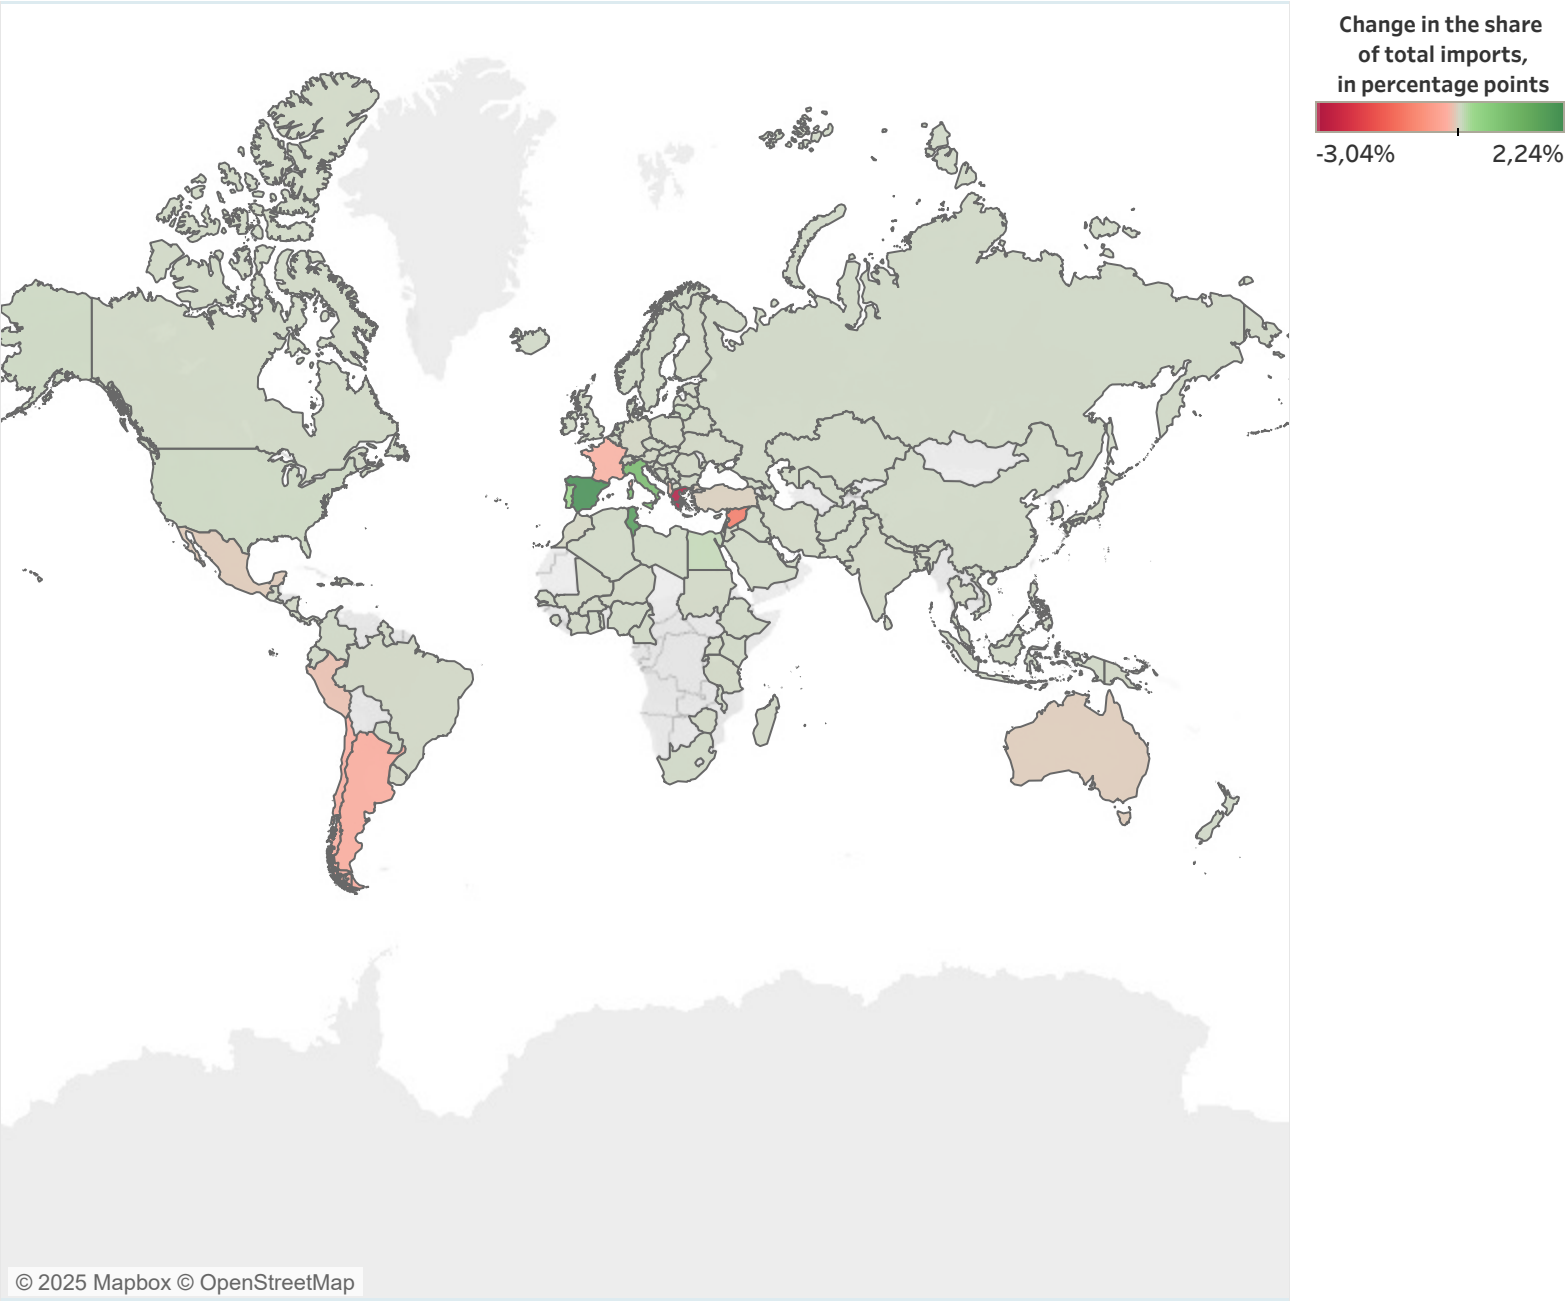 Change in the share
of total imports,
in percentage points
-3,04% 2,24%
© 2025 Mapbox © OpenStreetMap